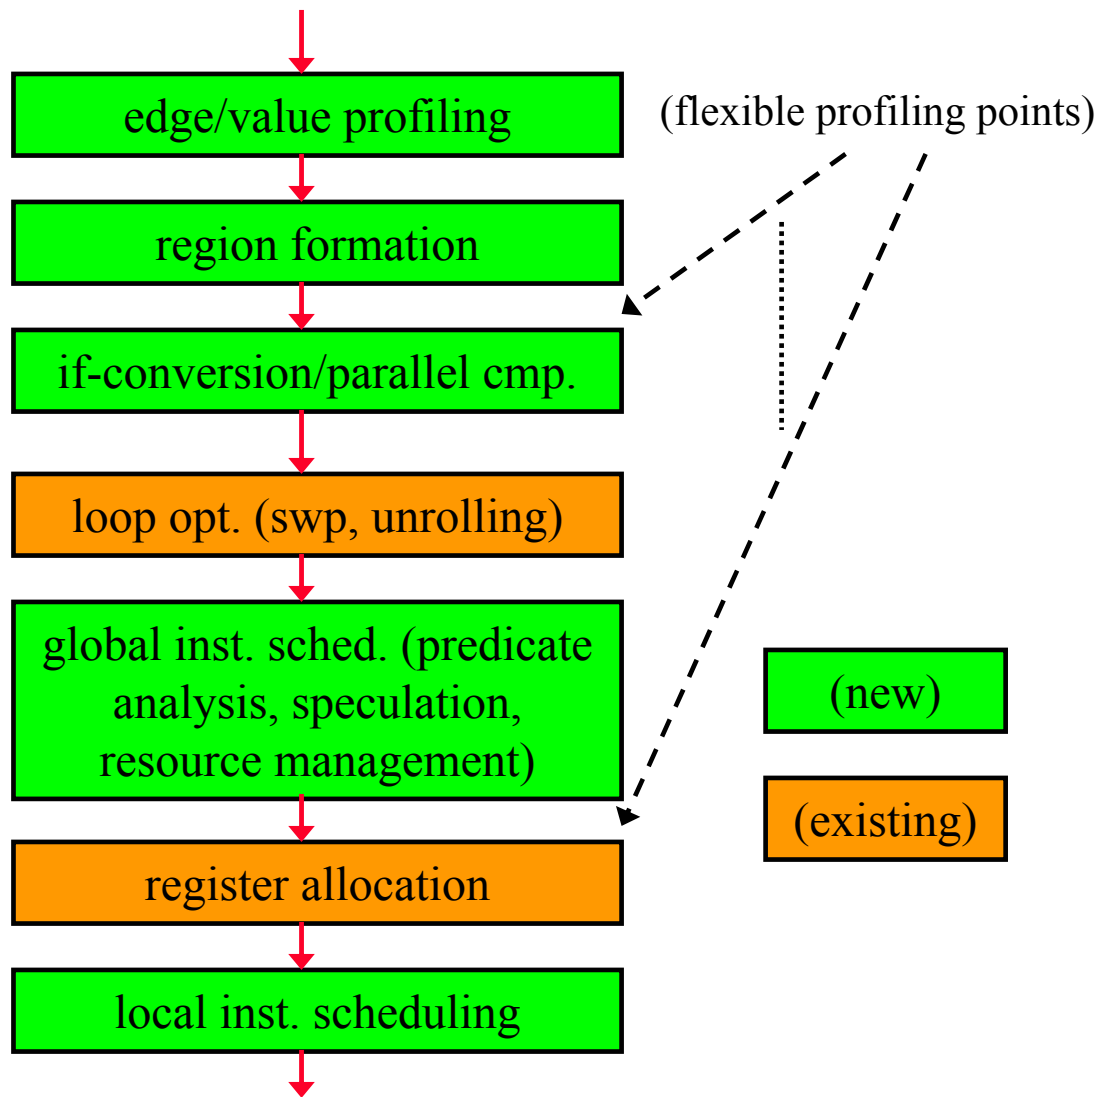 edge/value profiling
(flexible profiling points)
region formation
if-conversion/parallel cmp.
loop opt. (swp, unrolling)
global inst. sched. (predicate
analysis, speculation,
resource management)
(new)
(existing)
register allocation
local inst. scheduling